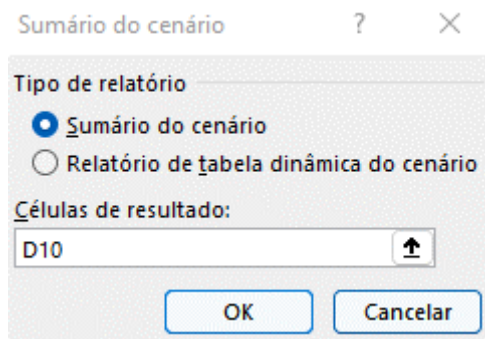 Sumário do cenário ? ×
Tipo de relatório
Sumário do cenário
Relatório de tabela dinâmica do cenário
Células de resultado:
D10
OK Cancelar